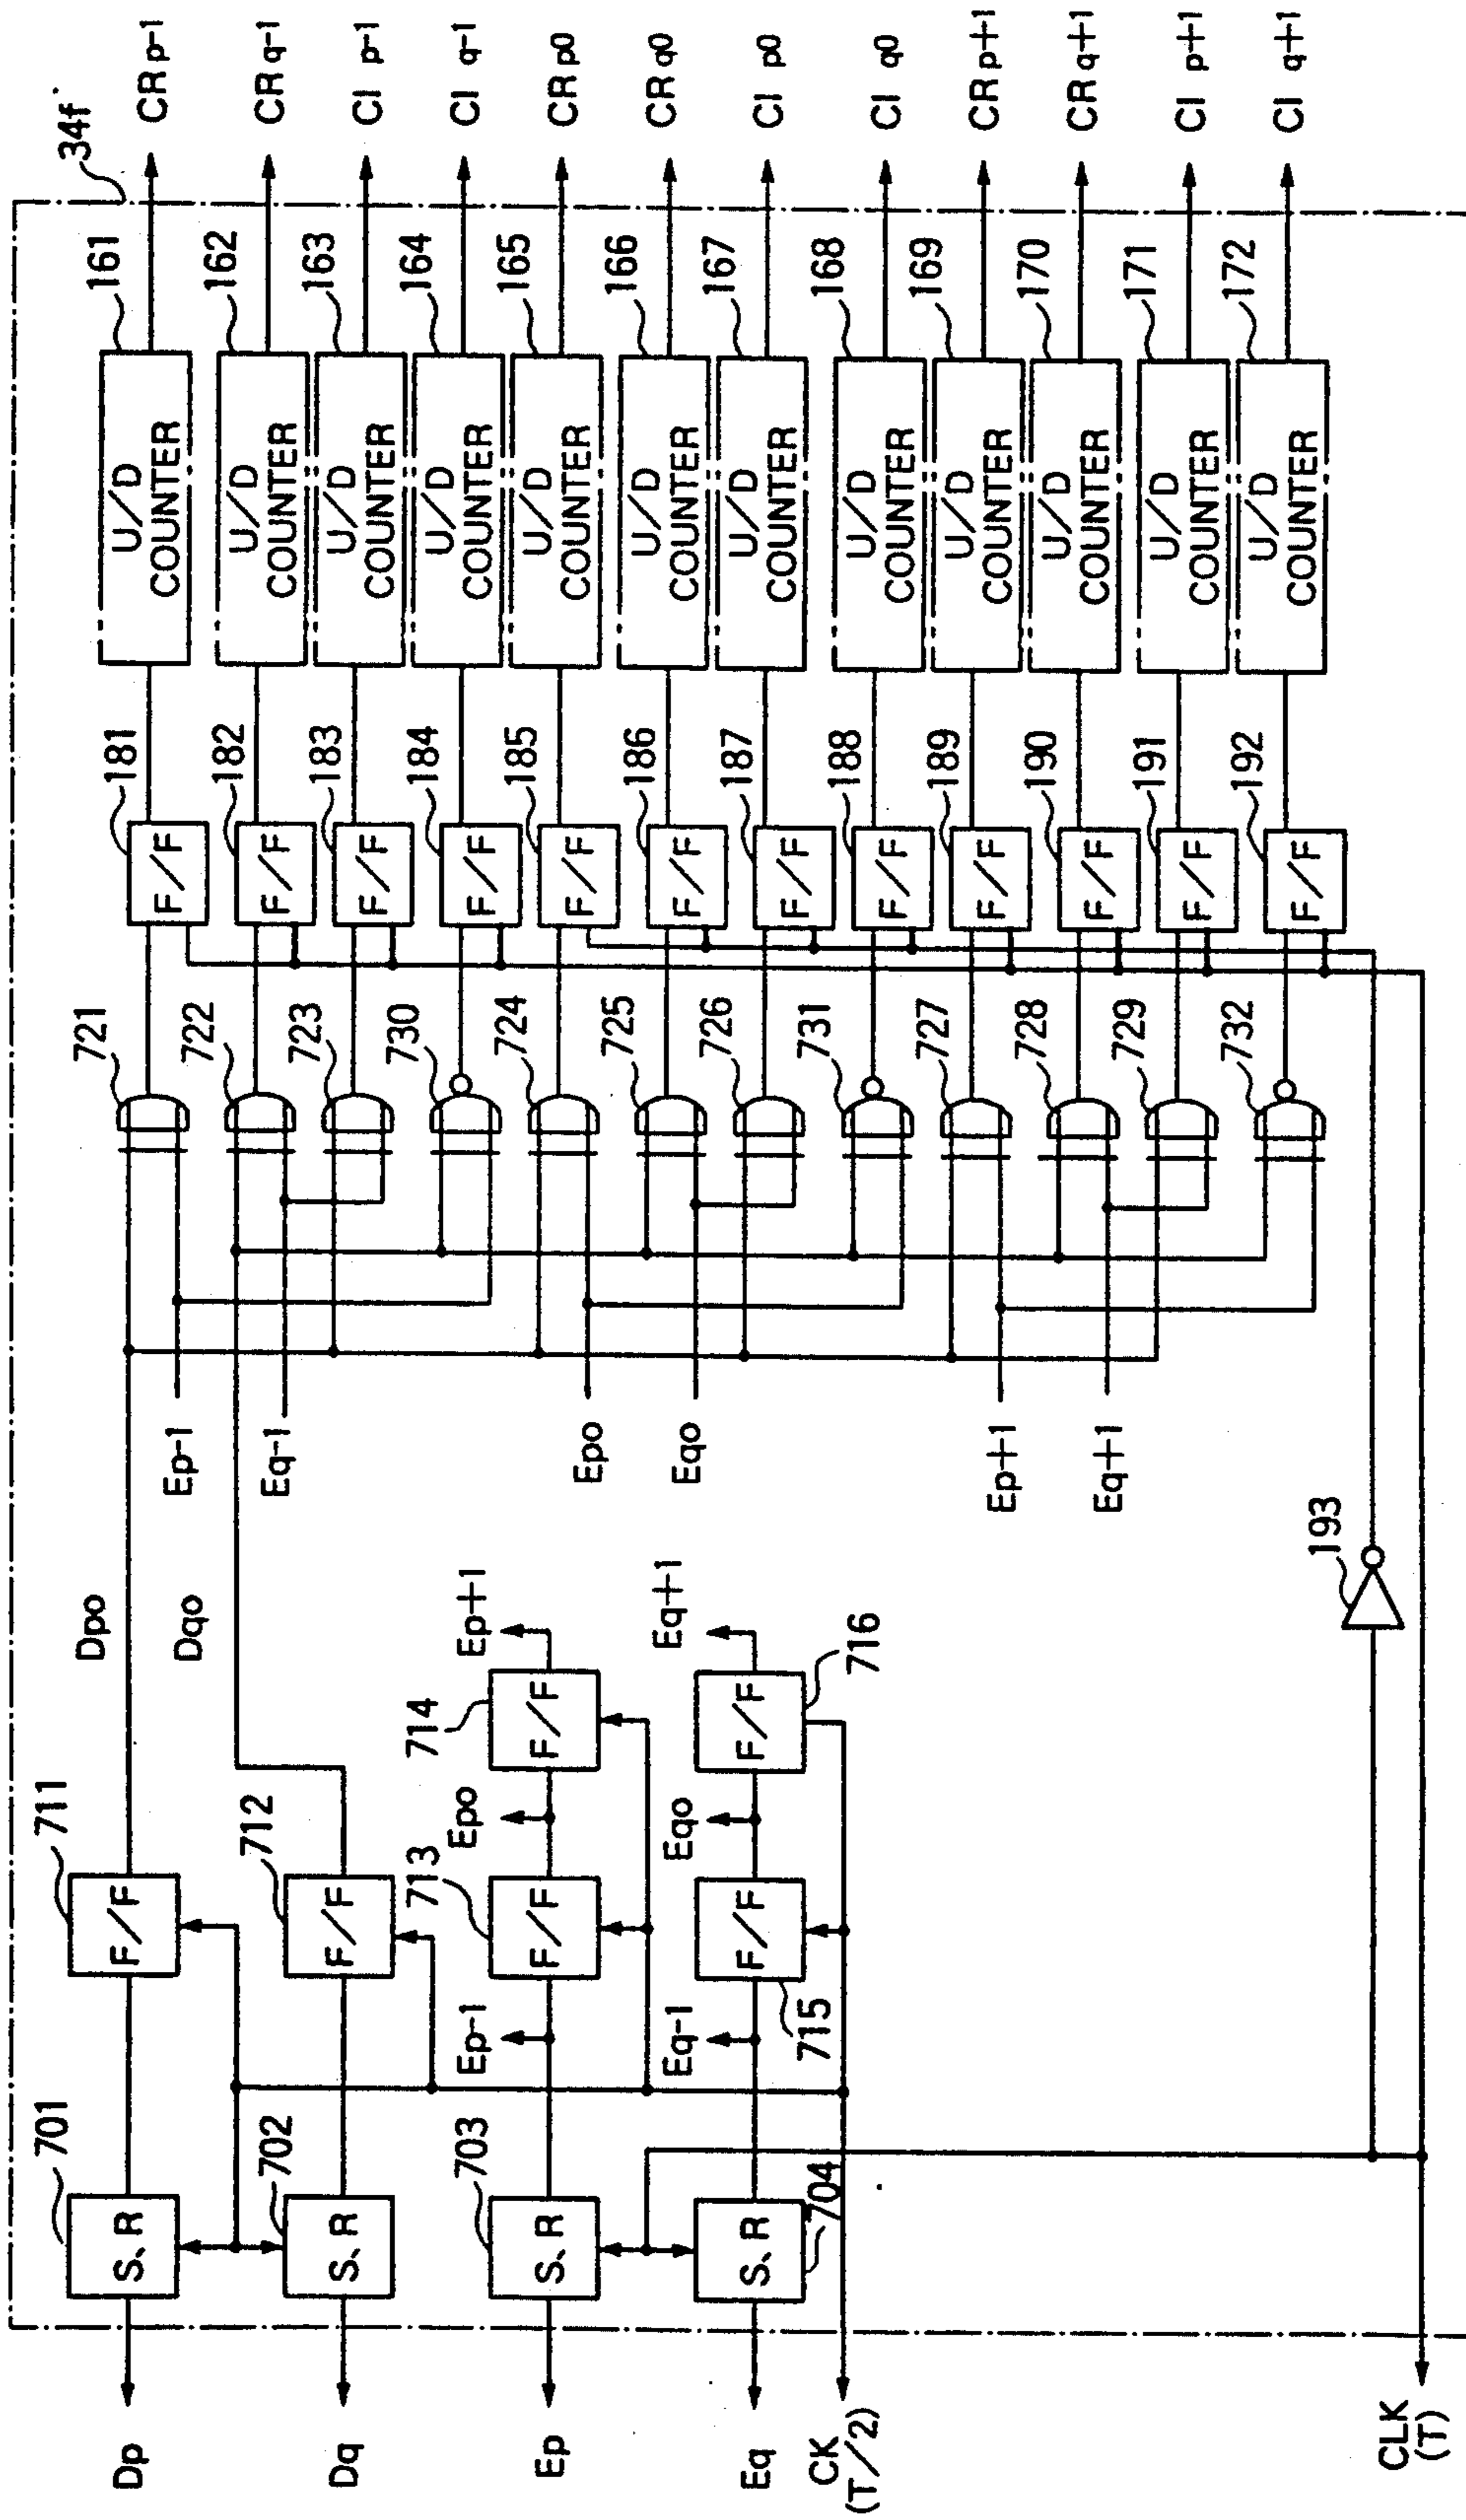 34f'
CR p-1
CR q-1
CI p-1
CI q-1
CR p0
CR q0
CI p0
CI q0
CR p+1
CR q+1
CI p+1
CI q+1
161
162
163
164
165
166
167
168
169
170
171
172
U/D COUNTER
U/D COUNTER
U/D COUNTER
U/D COUNTER
U/D COUNTER
U/D COUNTER
U/D COUNTER
U/D COUNTER
U/D COUNTER
U/D COUNTER
U/D COUNTER
U/D COUNTER
181
182
183
184
185
186
187
188
189
190
191
192
F/F
F/F
F/F
F/F
F/F
F/F
F/F
F/F
F/F
F/F
F/F
F/F
721
722
723
730
724
725
726
731
727
728
729
732
Ep-1
Eq-1
Epo
Eqo
Ep+1
Eq+1
193
Dpo
Dqo
Ep+1
Eq+1
711
712
713
714
716
F/F
F/F
F/F
F/F
F/F
F/F
Epo
Eqo
Ep-1
Eq-1
715
701
702
703
704
S,R
S,R
S,R
S,R
Dp
Dq
Ep
Eq
CK
(T/2)
CLK
(T)